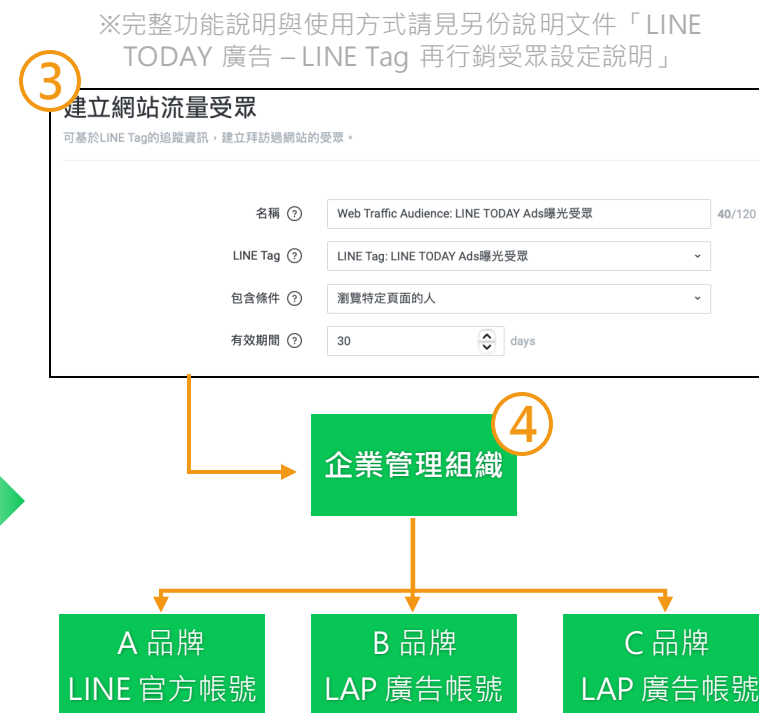 ※完整功能說明與使用方式請見另份說明文件「LINE
TODAY 廣告 – LINE Tag 再行銷受眾設定說明」
3
建立網站流量受眾
可基於LINE Tag的追蹤資訊，建立拜訪過網站的受眾。
名稱 ? Web Traffic Audience: LINE TODAY Ads曝光受眾 40/120
LINE Tag ? LINE Tag: LINE TODAY Ads曝光受眾
包含條件 ? 瀏覽特定頁面的人
有效期間 ? 30 days
4
企業管理組織
A 品牌
LINE 官方帳號
B 品牌
LAP 廣告帳號
C 品牌
LAP 廣告帳號